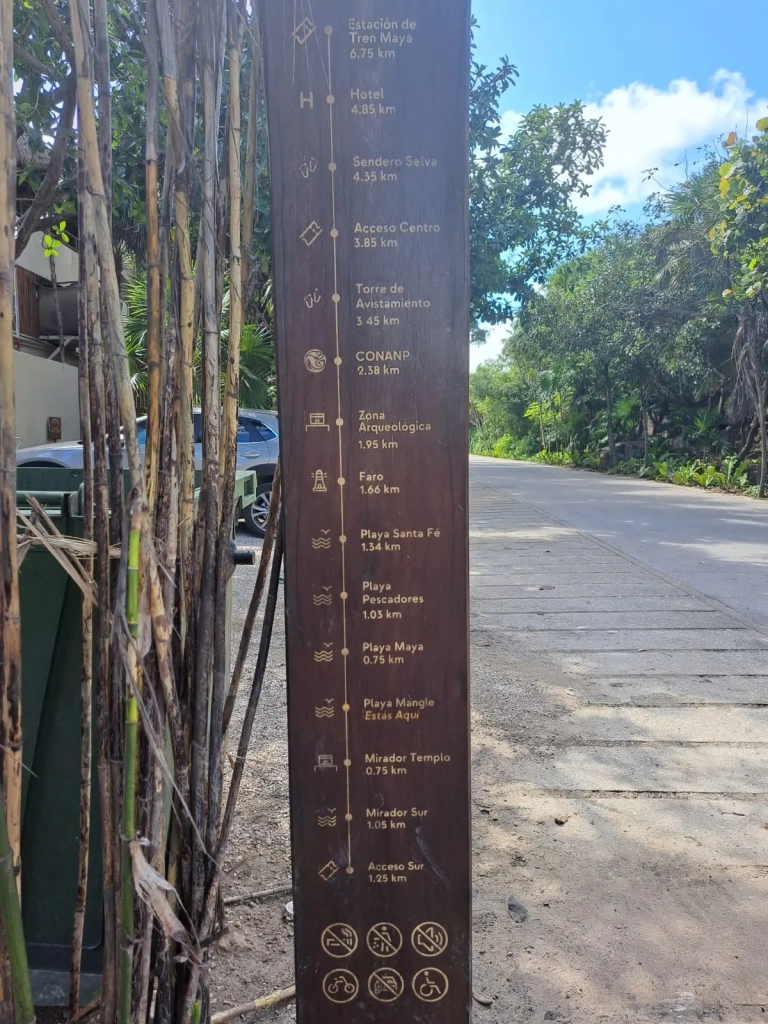 Estación de
Tren Maya
6.75 km
H
Hotel
4.85 km
Sendero Selva
4.35 km
Acceso Centro
3.85 km
Torre de
Avistamiento
3.45 km
CONANP
2.38 km
Zona
Arqueológica
1.95 km
Faro
1.66 km
Playa Santa Fé
1.34 km
Playa
Pescadores
1.03 km
Playa Maya
0.75 km
Playa Mangle
Estás Aquí
Mirador Templo
0.75 km
Mirador Sur
1.05 km
Acceso Sur
1.25 km